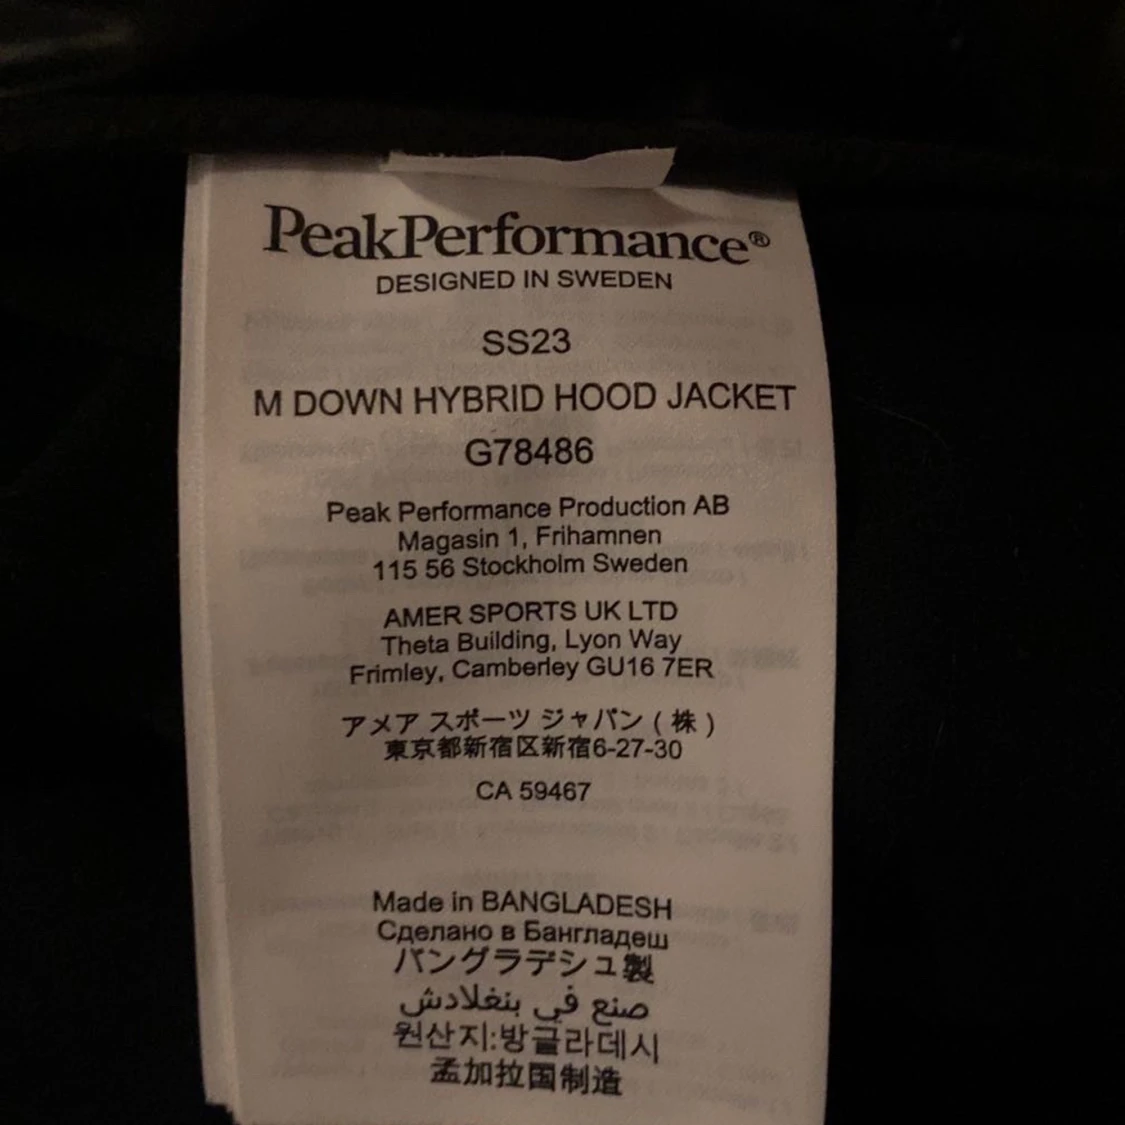 PeakPerformance®
DESIGNED IN SWEDEN
SS23
M DOWN HYBRID HOOD JACKET
G78486
Peak Performance Production AB
Magasin 1, Frihamnen
115 56 Stockholm Sweden
AMER SPORTS UK LTD
Theta Building, Lyon Way
Frimley, Camberley GU16 7ER
アメア スポーツ ジャパン ( 株 )
東京都新宿区新宿6-27-30
CA 59467
Made in BANGLADESH
Сделано в Бангладеш
バングラデシュ製
صنع في بنغلادش
원산지:방글라데시
孟加拉国制造